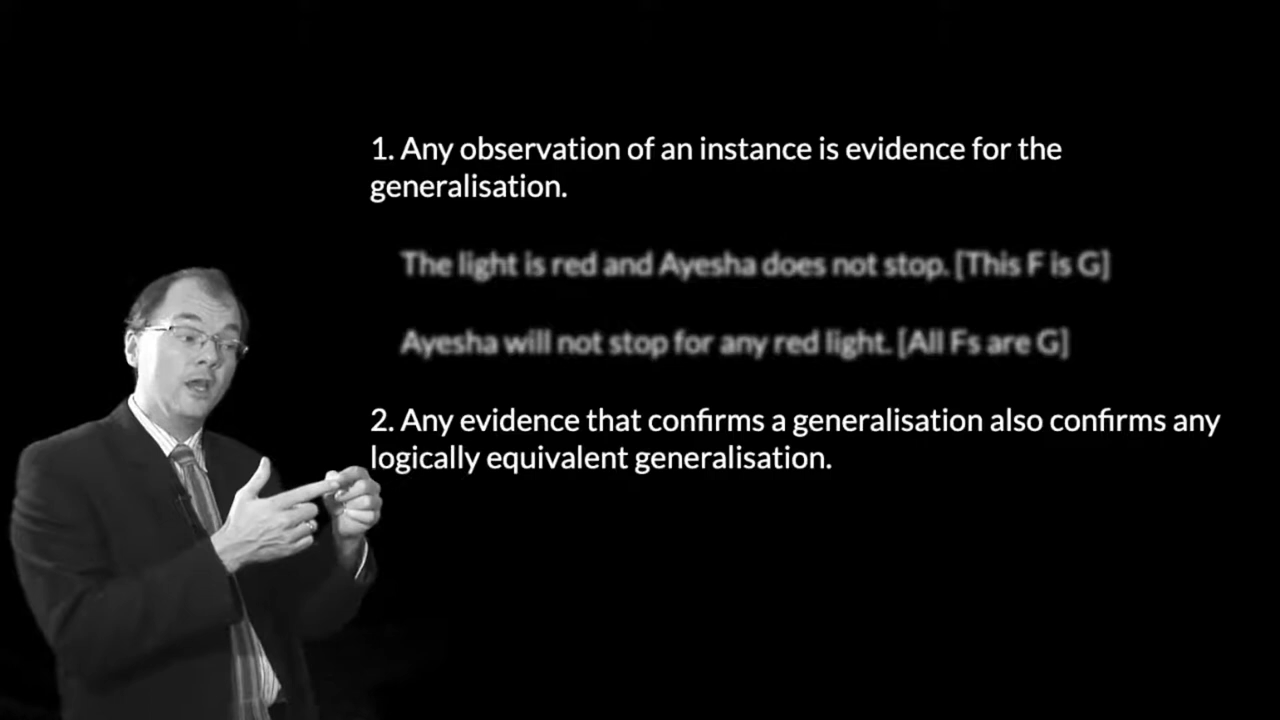 1. Any observation of an instance is evidence for the
generalisation.
The light is red and Ayesha does not stop. [This F is G]
Ayesha will not stop for any red light. [All Fs are G]
2. Any evidence that confirms a generalisation also confirms any
logically equivalent generalisation.